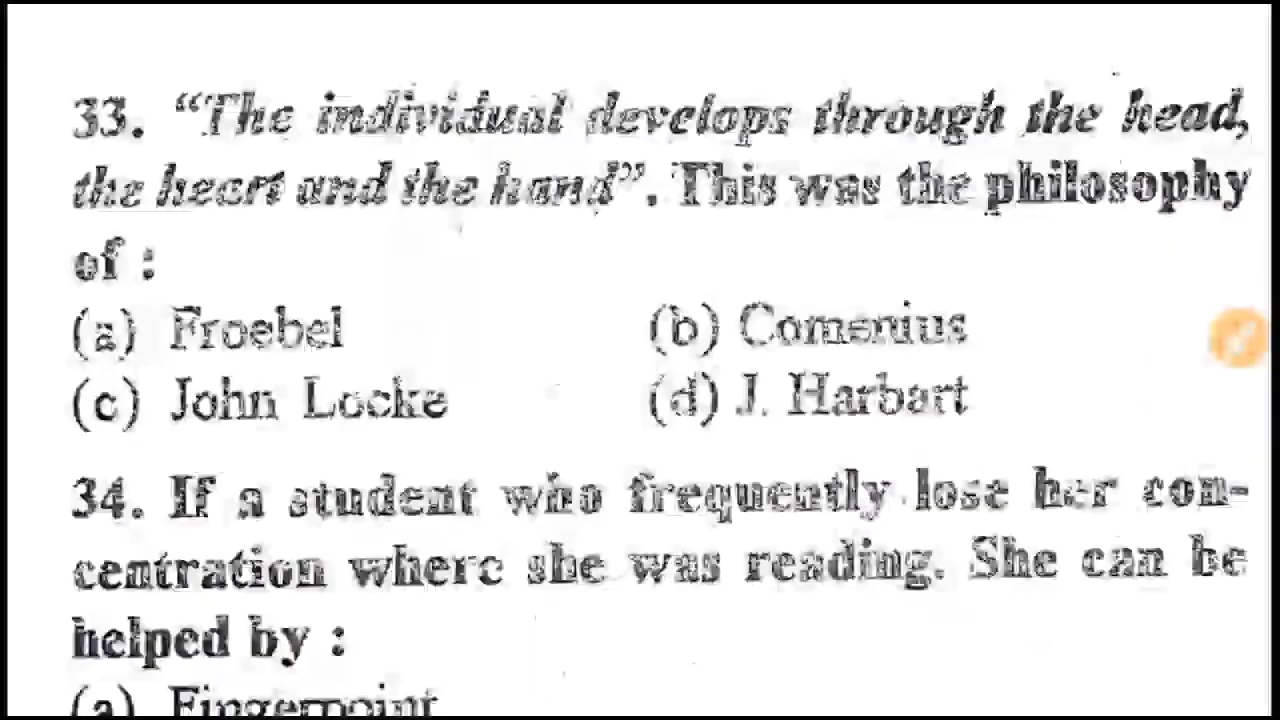 33. “The individual develops through the head,
the heart and the hand”. This was the philosophy
of :
(a) Froebel (b) Comenius
(c) John Locke (d) J. Harbart
34. If a student who frequently lose her con-
centration where she was reading. She can be
helped by :
(a) Fingerpoint